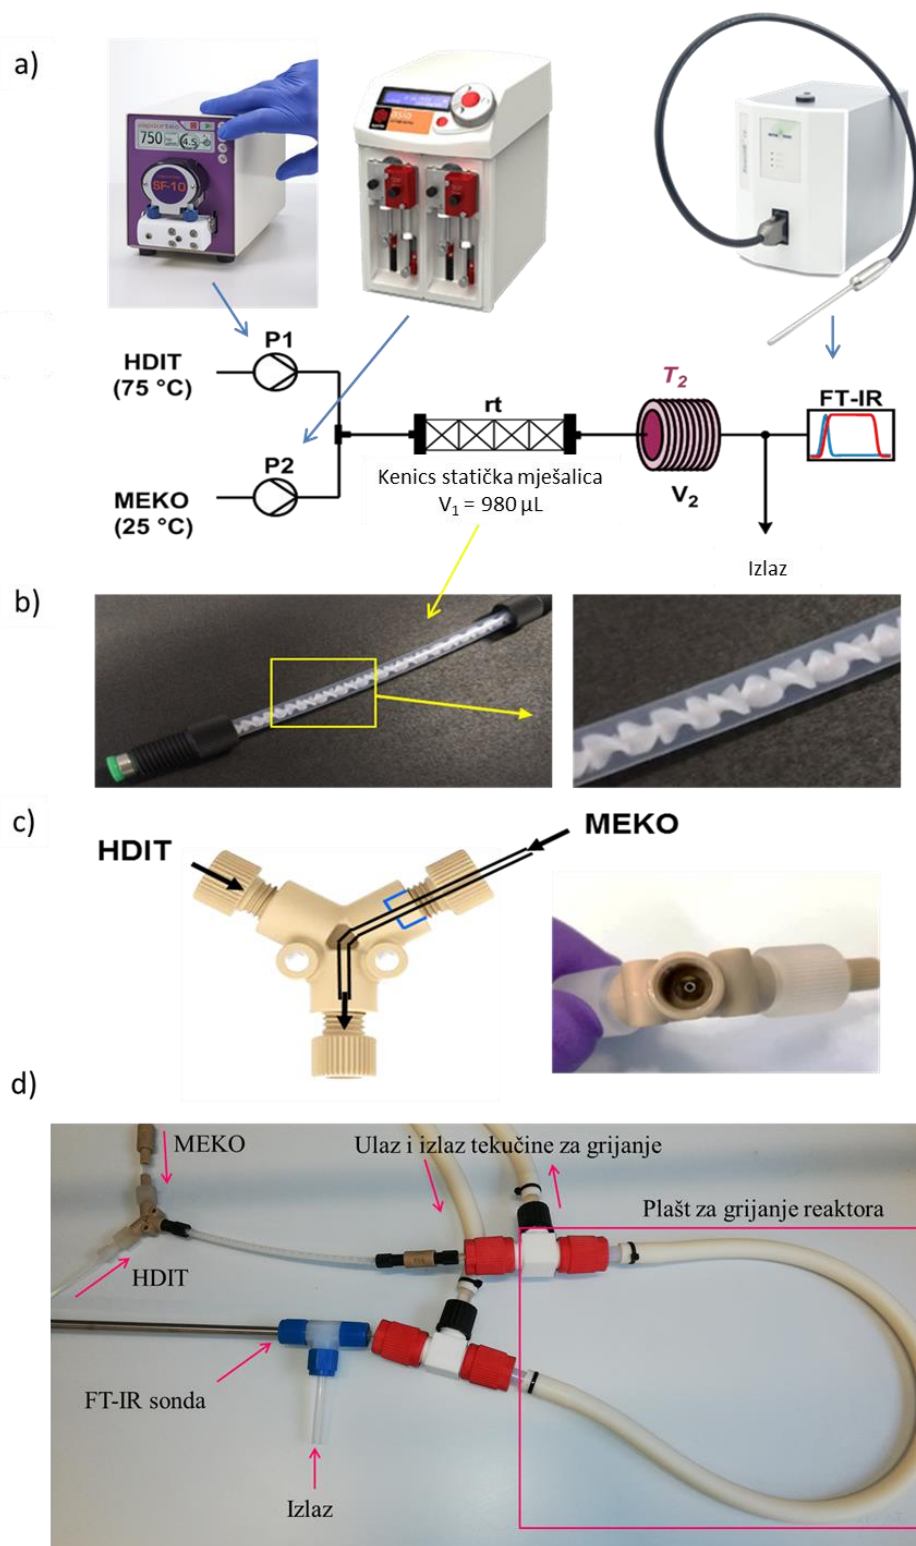 a)
vapourtec
750
4.5
SF-10
asia
P1
HDIT
(75 °C)
T2
FT-IR
rt
P2
Kenics statička mješalica
V1 = 980 µL
V2
MEKO
(25 °C)
Izlaz
b)
c)
HDIT
MEKO
d)
MEKO
Ulaz i izlaz tekučine za grijanje
Plašt za grijanje reaktora
HDIT
FT-IR sonda
Izlaz